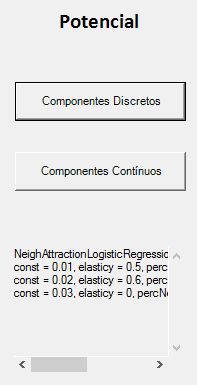 Potencial
Componentes Discretos
Componentes Contínuos
NeighAttractionLogisticRegressic
const = 0.01, elasticy = 0.5, perc
const = 0.02, elasticy = 0.6, perc
const = 0.03, elasticy = 0, percNe